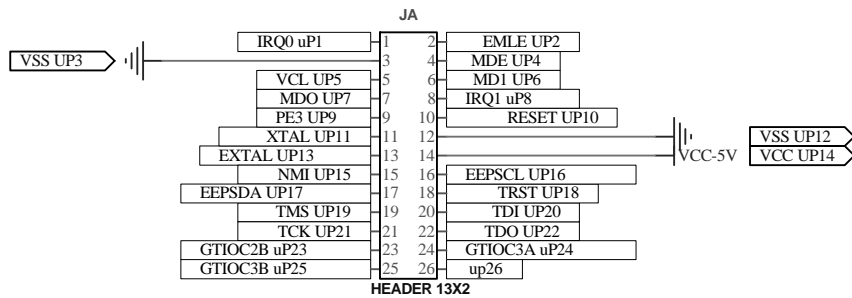 JA
IRQ0 uP1 1 2 EMLE UP2
VSS UP3 3 4 MDE UP4
VCL UP5 5 6 MD1 UP6
MDO UP7 7 8 IRQ1 uP8
PE3 UP9 9 10 RESET UP10
XTAL UP11 11 12 VSS UP12
EXTAL UP13 13 14 VCC-5V VCC UP14
NMI UP15 15 16 EEPSCL UP16
EEPSDA UP17 17 18 TRST UP18
TMS UP19 19 20 TDI UP20
TCK UP21 21 22 TDO UP22
GTIOC2B uP23 23 24 GTIOC3A uP24
GTIOC3B uP25 25 26 up26
HEADER 13X2